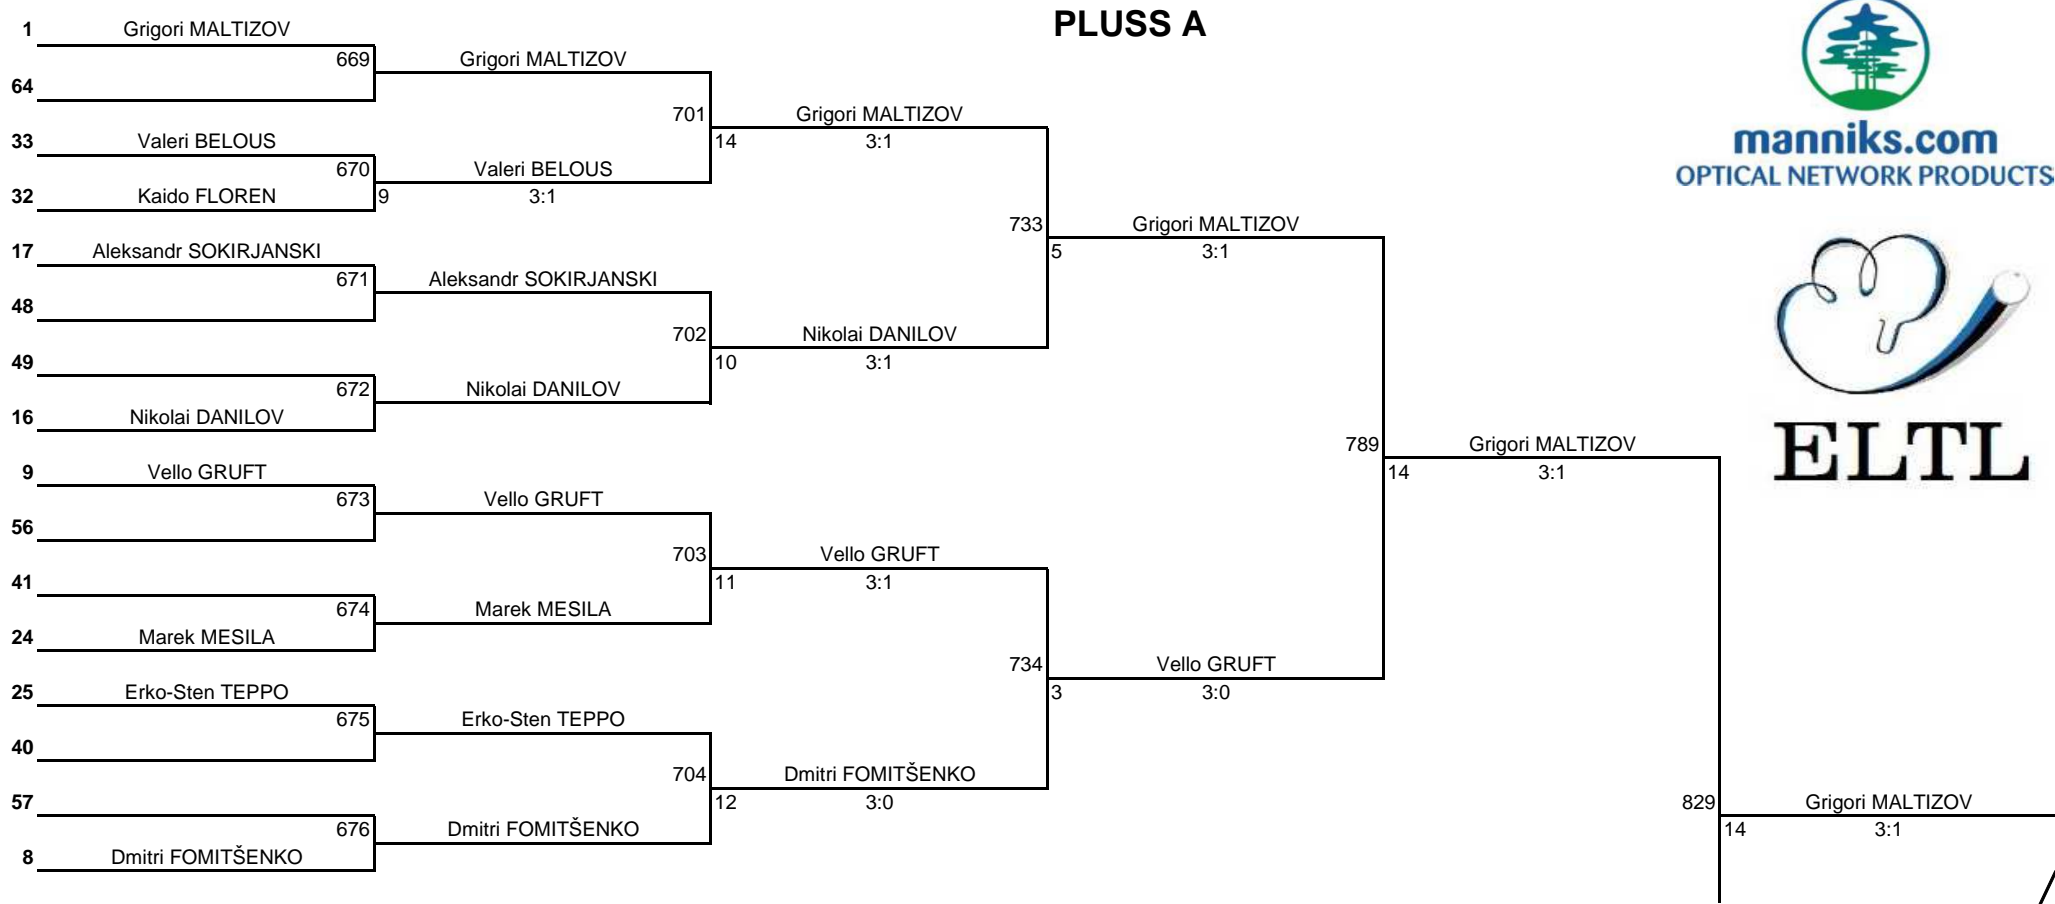 PLUSS A
1 Grigori MALTIZOV
669 Grigori MALTIZOV
64
701 Grigori MALTIZOV
14 3:1
33 Valeri BELOUS
670 Valeri BELOUS
32 Kaido FLOREN 9 3:1
733 Grigori MALTIZOV
5 3:1
17 Aleksandr SOKIRJANSKI
671 Aleksandr SOKIRJANSKI
48
702 Nikolai DANILOV
10 3:1
49
672 Nikolai DANILOV
16 Nikolai DANILOV
789 Grigori MALTIZOV
14 3:1
9 Vello GRUFT
673 Vello GRUFT
56
703 Vello GRUFT
11 3:1
41
674 Marek MESILA
24 Marek MESILA
734 Vello GRUFT
3 3:0
25 Erko-Sten TEPPO
675 Erko-Sten TEPPO
40
704 Dmitri FOMITŠENKO
12 3:0
57
676 Dmitri FOMITŠENKO
8 Dmitri FOMITŠENKO
829 Grigori MALTIZOV
14 3:1
manniks.com
OPTICAL NETWORK PRODUCTS
ELTL